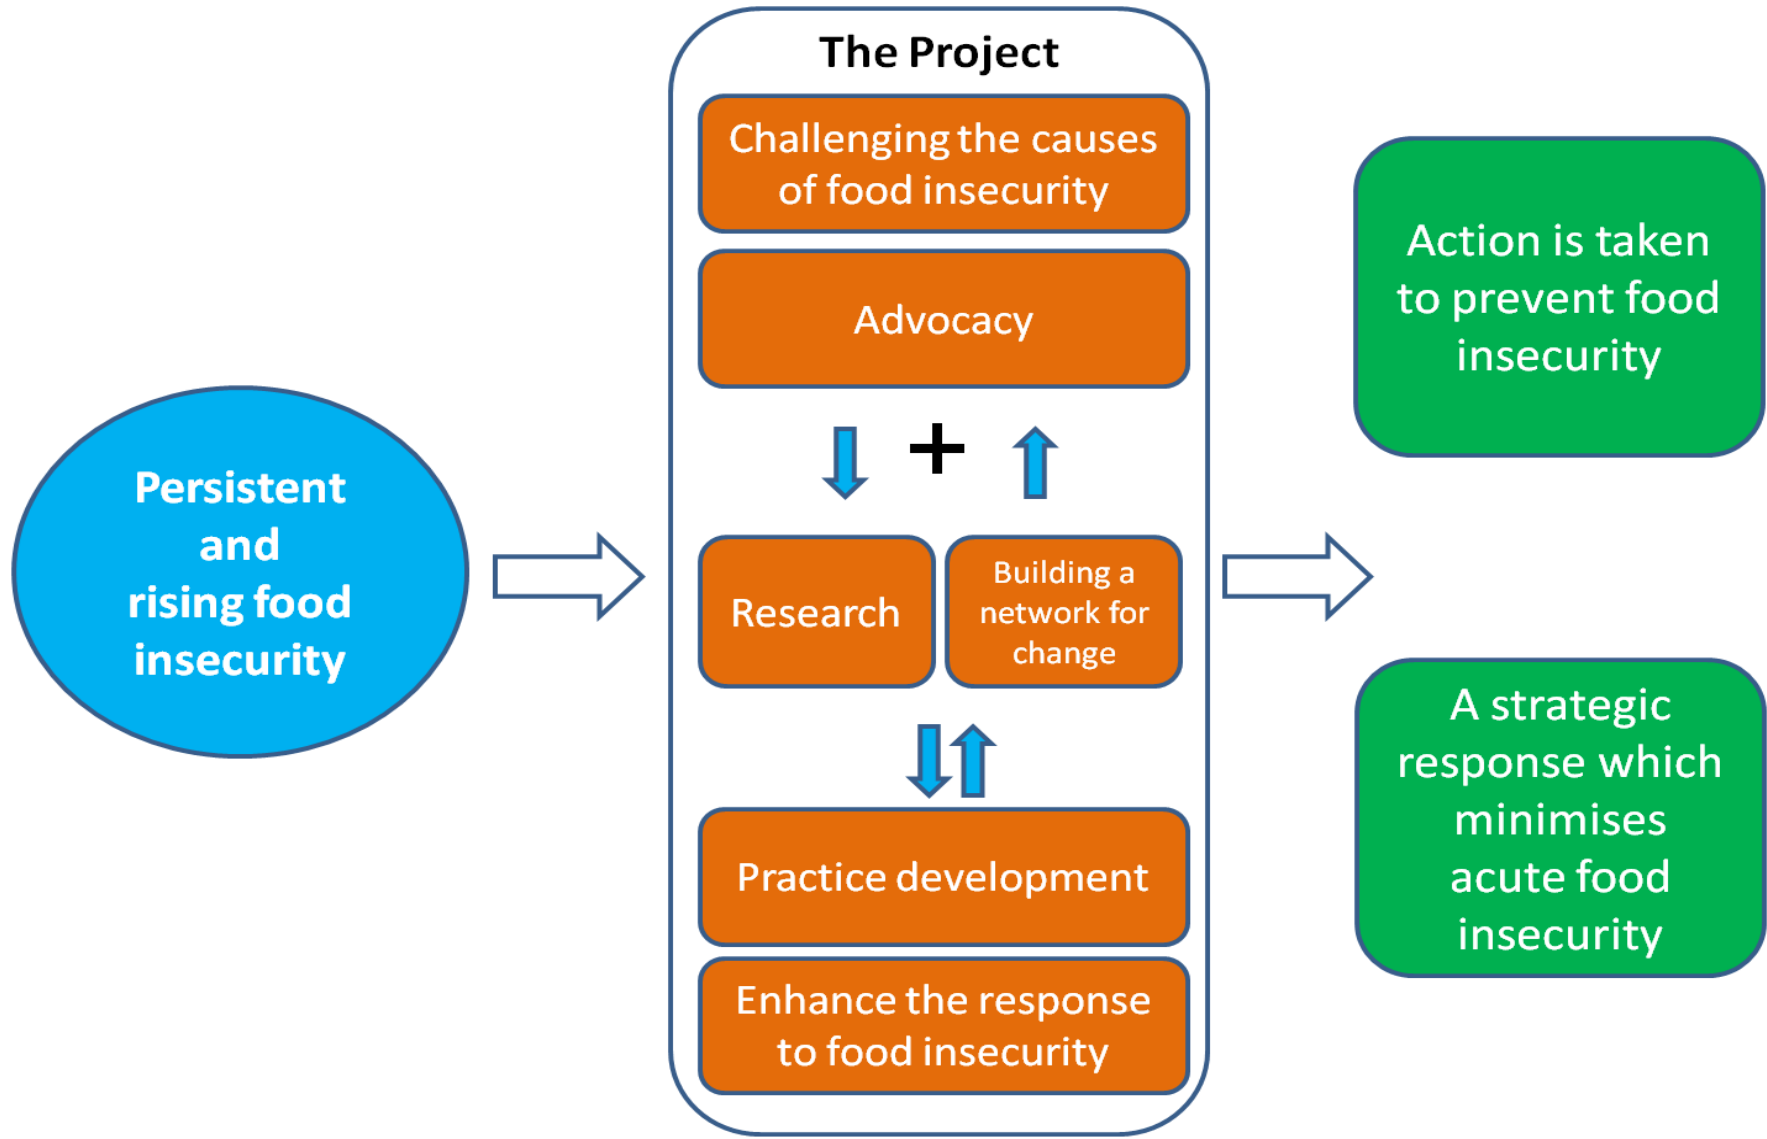 The Project
Challenging the causes
of food insecurity
Advocacy
+
Persistent
and
rising food
insecurity
Research
Building a
network for
change
Practice development
Enhance the response
to food insecurity
Action is taken
to prevent food
insecurity
A strategic
response which
minimises
acute food
insecurity